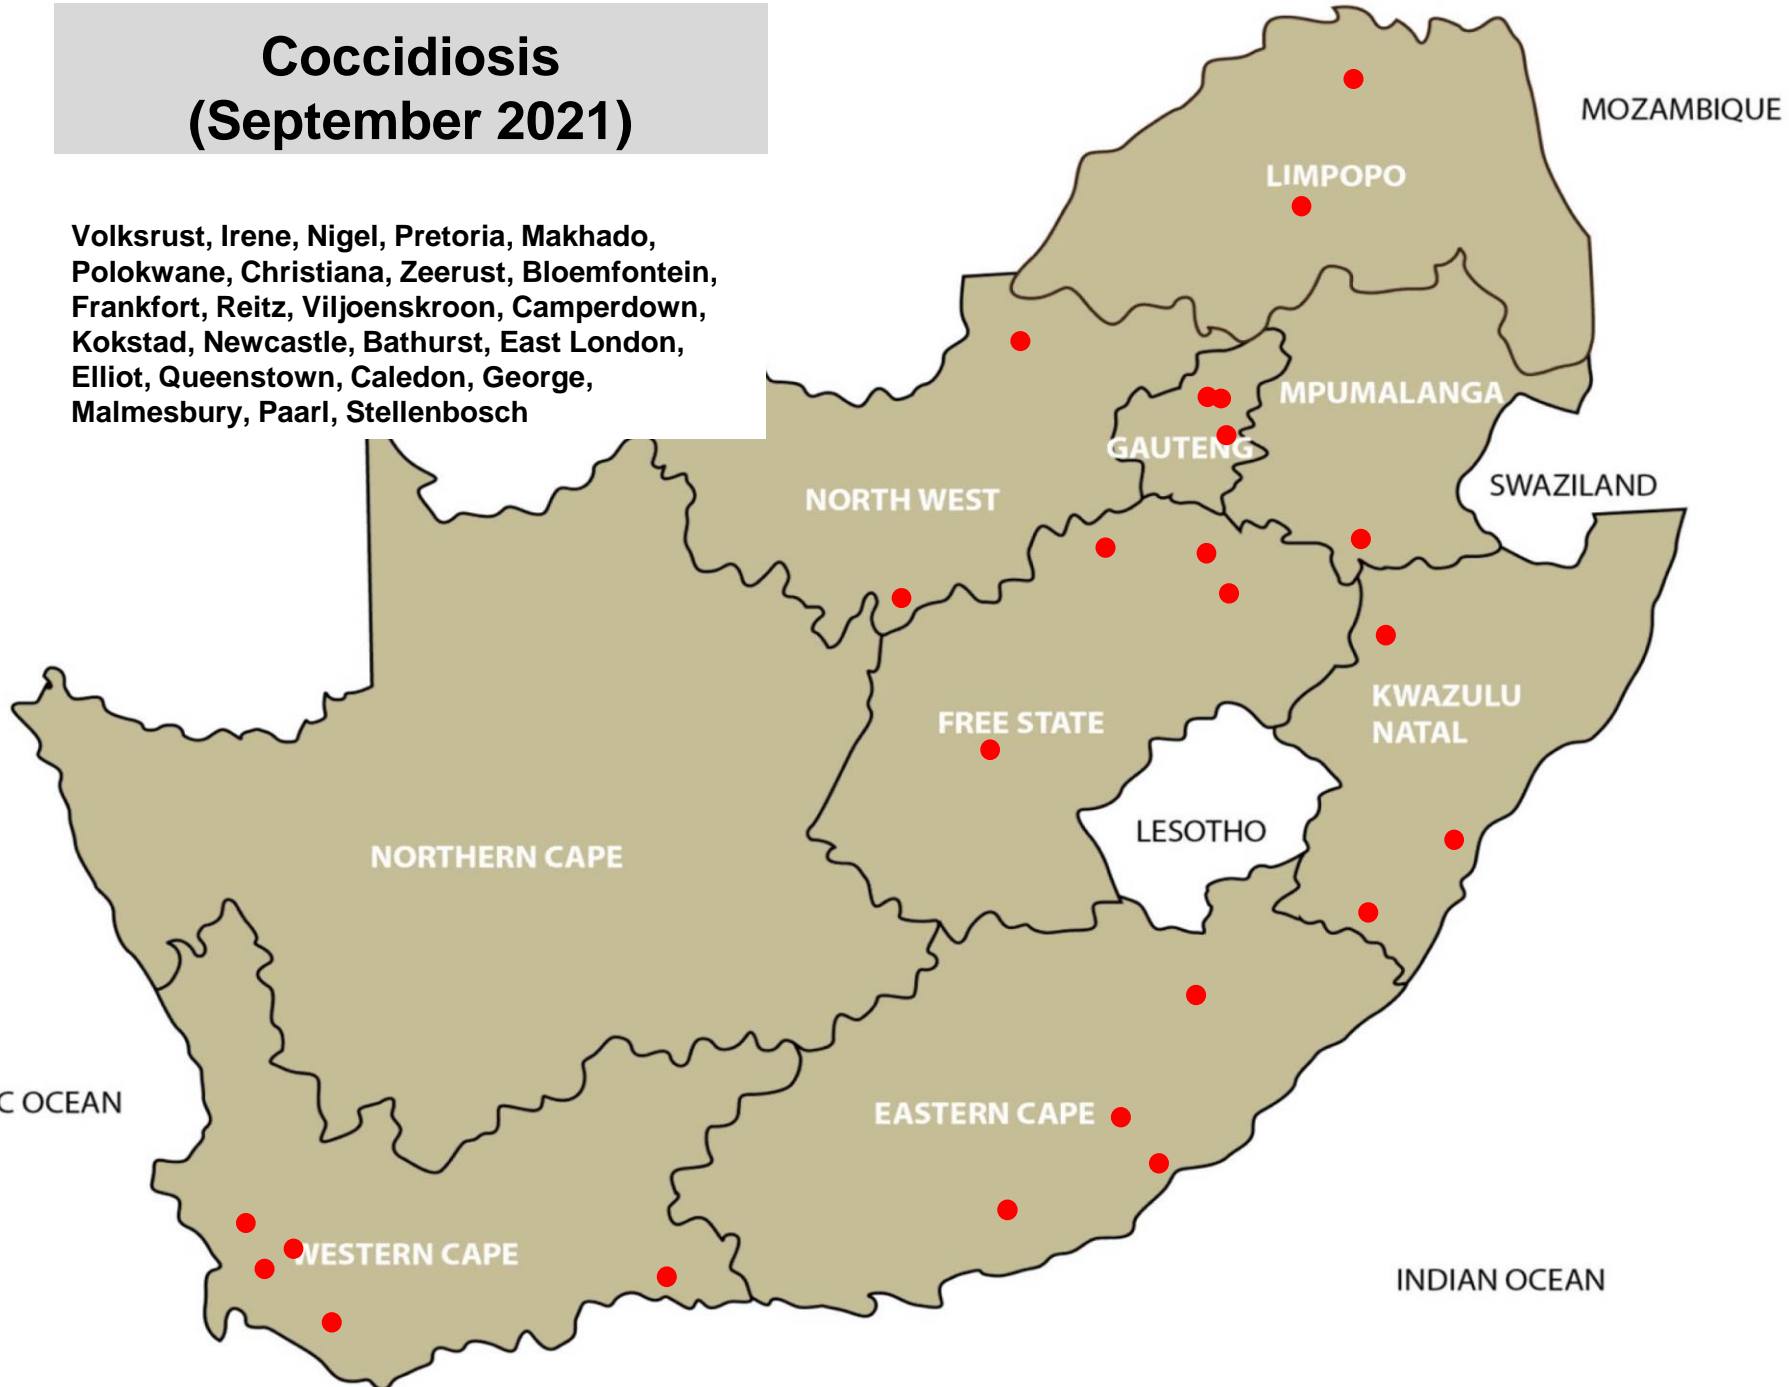 Coccidiosis
(September 2021)
Volksrust, Irene, Nigel, Pretoria, Makhado,
Polokwane, Christiana, Zeerust, Bloemfontein,
Frankfort, Reitz, Viljoenskroon, Camperdown,
Kokstad, Newcastle, Bathurst, East London,
Elliot, Queenstown, Caledon, George,
Malmesbury, Paarl, Stellenbosch
MOZAMBIQUE
LIMPOPO
MPUMALANGA
GAUTENG
NORTH WEST
SWAZILAND
KWAZULU
NATAL
FREE STATE
LESOTHO
NORTHERN CAPE
C OCEAN
EASTERN CAPE
WESTERN CAPE
INDIAN OCEAN